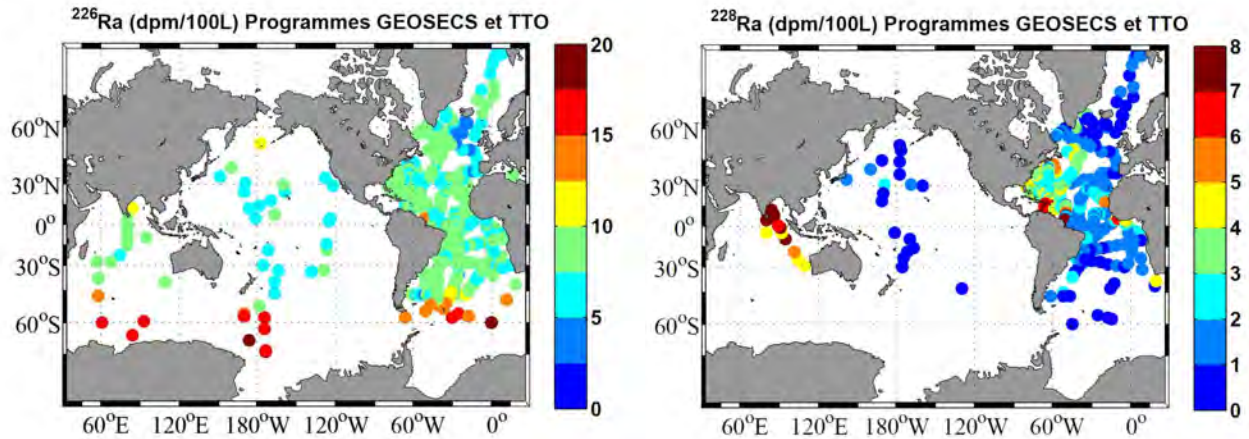 ²²⁶Ra (dpm/100L) Programmes GEOSECS et TTO
20
15
10
5
0
60°N
30°N
0°
30°S
60°S
60°E 120°E 180°W 120°W 60°W 0°
²²⁸Ra (dpm/100L) Programmes GEOSECS et TTO
8
7
6
5
4
3
2
1
0
60°N
30°N
0°
30°S
60°S
60°E 120°E 180°W 120°W 60°W 0°